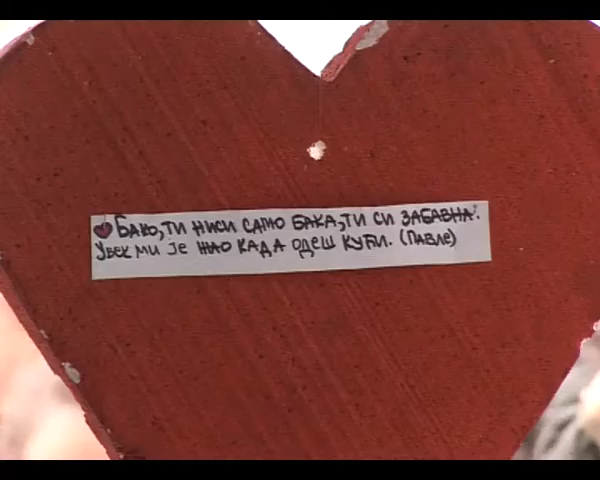 Бако, ти ниси само бака, ти си забавна!
Увек ми је жао када одеш кући. (Павле)